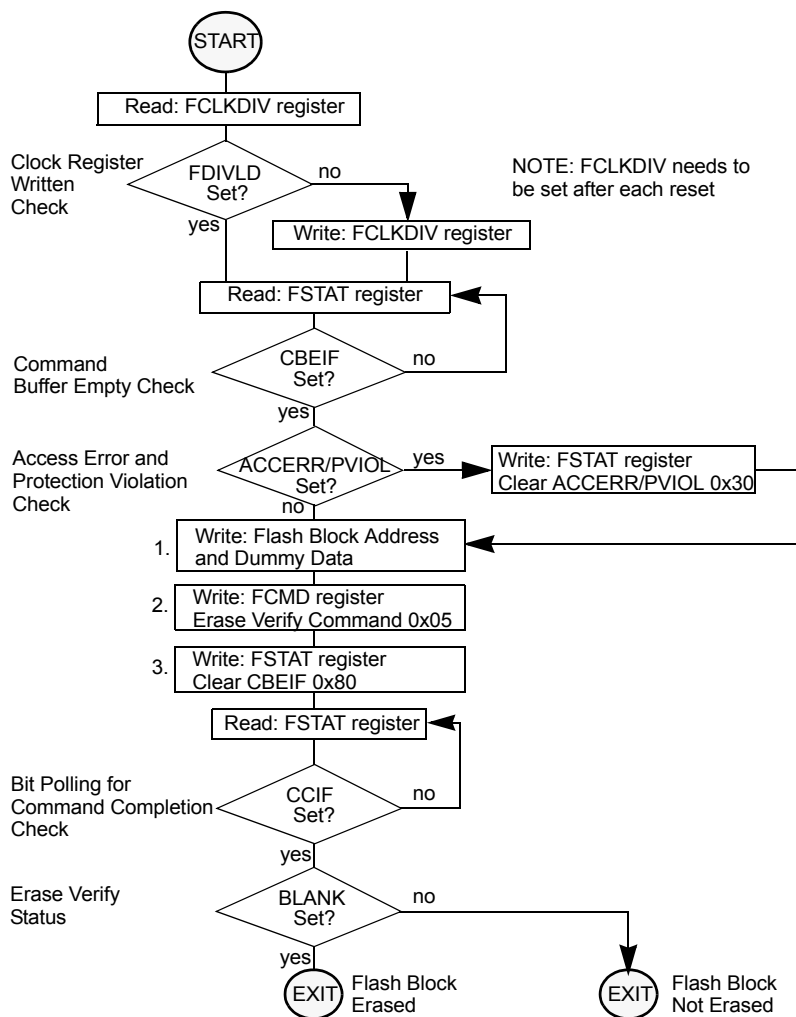 START
Read: FCLKDIV register
Clock Register
Written
Check
FDIVLD
Set?
no
yes
NOTE: FCLKDIV needs to
be set after each reset
Write: FCLKDIV register
Read: FSTAT register
Command
Buffer Empty Check
CBEIF
Set?
no
yes
Access Error and
Protection Violation
Check
ACCERR/PVIOL
Set?
yes
no
Write: FSTAT register
Clear ACCERR/PVIOL 0x30
1.
Write: Flash Block Address
and Dummy Data
2.
Write: FCMD register
Erase Verify Command 0x05
3.
Write: FSTAT register
Clear CBEIF 0x80
Read: FSTAT register
Bit Polling for
Command Completion
Check
CCIF
Set?
no
yes
Erase Verify
Status
BLANK
Set?
no
yes
EXIT
Flash Block
Erased
EXIT
Flash Block
Not Erased